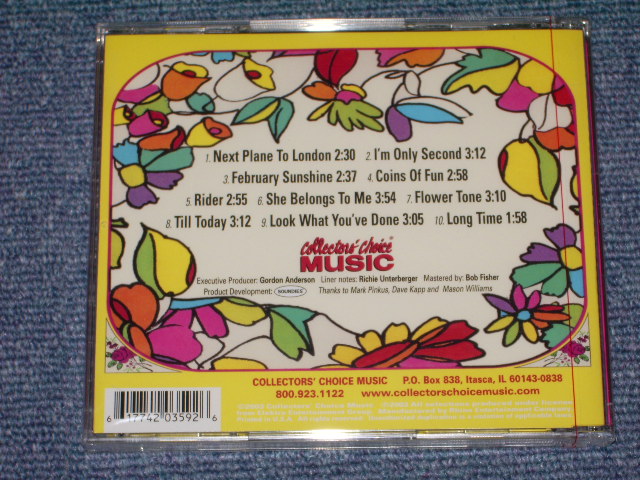 1. Next Plane To London 2:30 2. I'm Only Second 3:12
3. February Sunshine 2:37 4. Coins Of Fun 2:58
5. Rider 2:55 6. She Belongs To Me 3:54 7. Flower Tone 3:10
8. Till Today 3:12 9. Look What You've Done 3:05 10. Long Time 1:58
Collectors' Choice
MUSIC
Executive Producer: Gordon Anderson Liner notes: Richie Unterberger Mastered by: Bob Fisher
Product Development: SOUNDIES Thanks to Mark Pinkus, Dave Kapp and Mason Williams
COLLECTORS' CHOICE MUSIC P.O. Box 838, Itasca, IL 60143-0838
800.923.1122 www.collectorschoicemusic.com
6 17742 03592 6